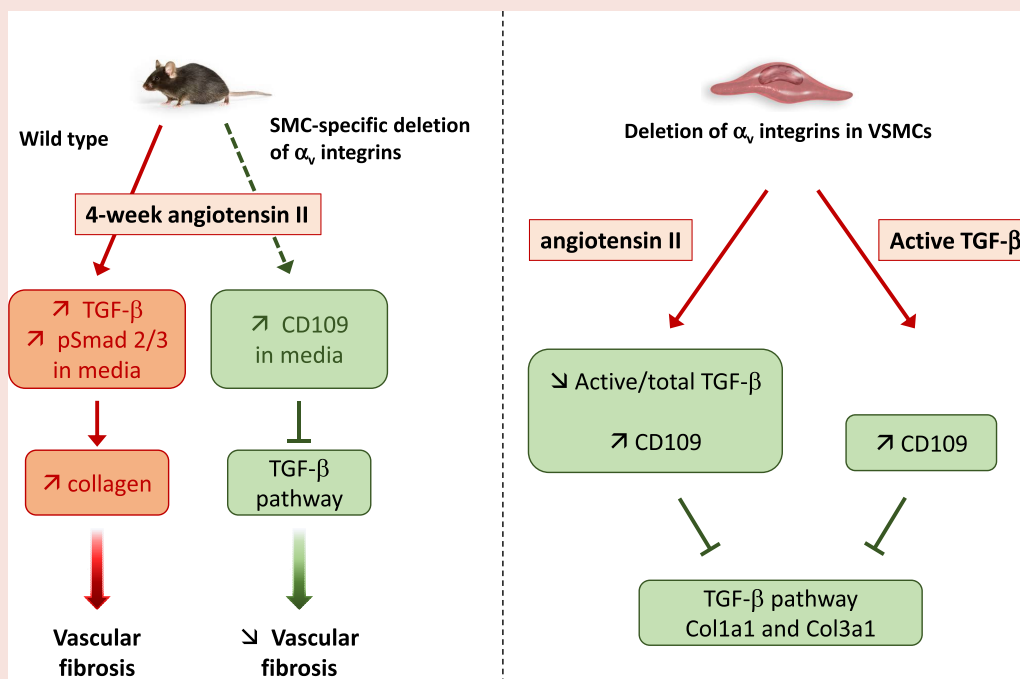 Wild type
SMC-specific deletion
of αv integrins
4-week angiotensin II
↗ TGF-β
↗ pSmad 2/3
in media
↗ CD109
in media
↗ collagen
TGF-β
pathway
Vascular
fibrosis
↘ Vascular
fibrosis
Deletion of αv integrins in VSMCs
angiotensin II
Active TGF-β
↘ Active/total TGF-β
↗ CD109
↗ CD109
TGF-β pathway
Col1a1 and Col3a1